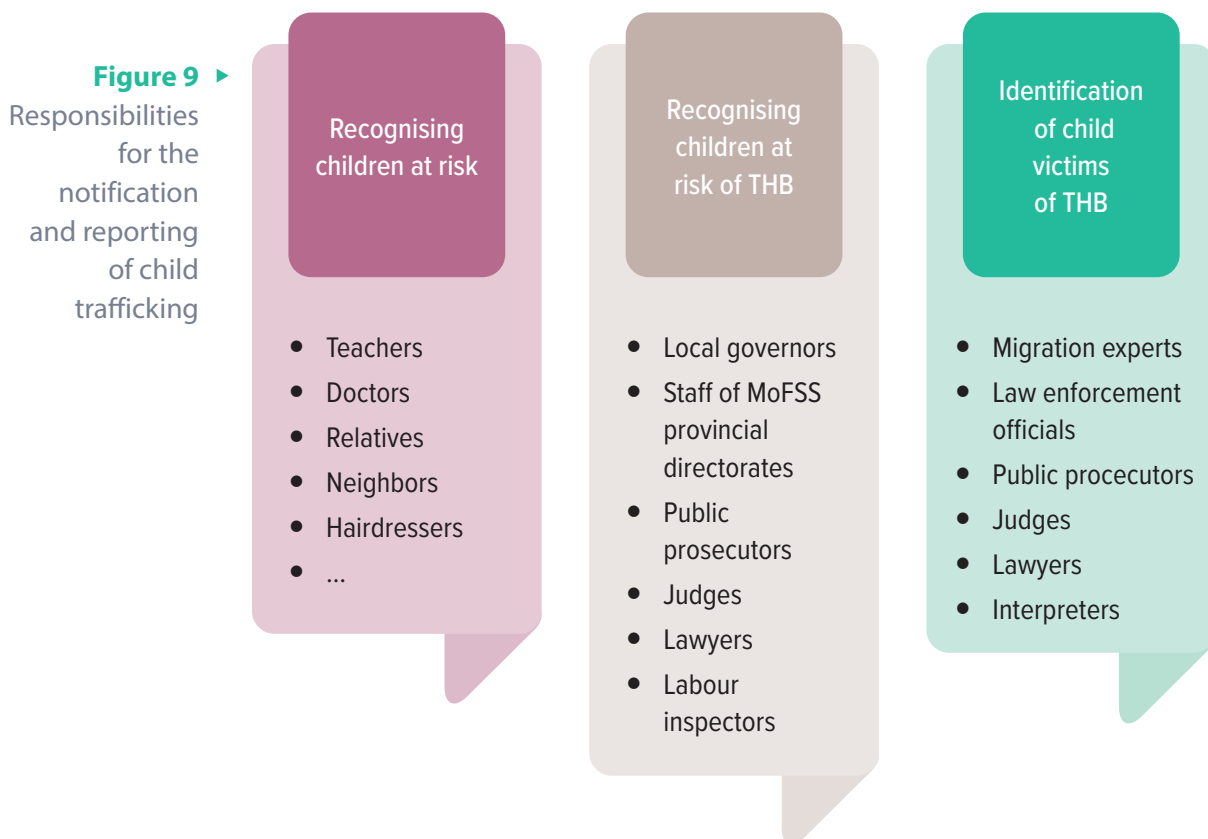 Figure 9
Responsibilities
for the
notification
and reporting
of child
trafficking
Recognising
children at risk
• Teachers
• Doctors
• Relatives
• Neighbors
• Hairdressers
• ...
Recognising
children at
risk of THB
• Local governors
• Staff of MoFSS
provincial
directorates
• Public
prosecutors
• Judges
• Lawyers
• Labour
inspectors
Identification
of child
victims
of THB
• Migration experts
• Law enforcement
officials
• Public procecutors
• Judges
• Lawyers
• Interpreters